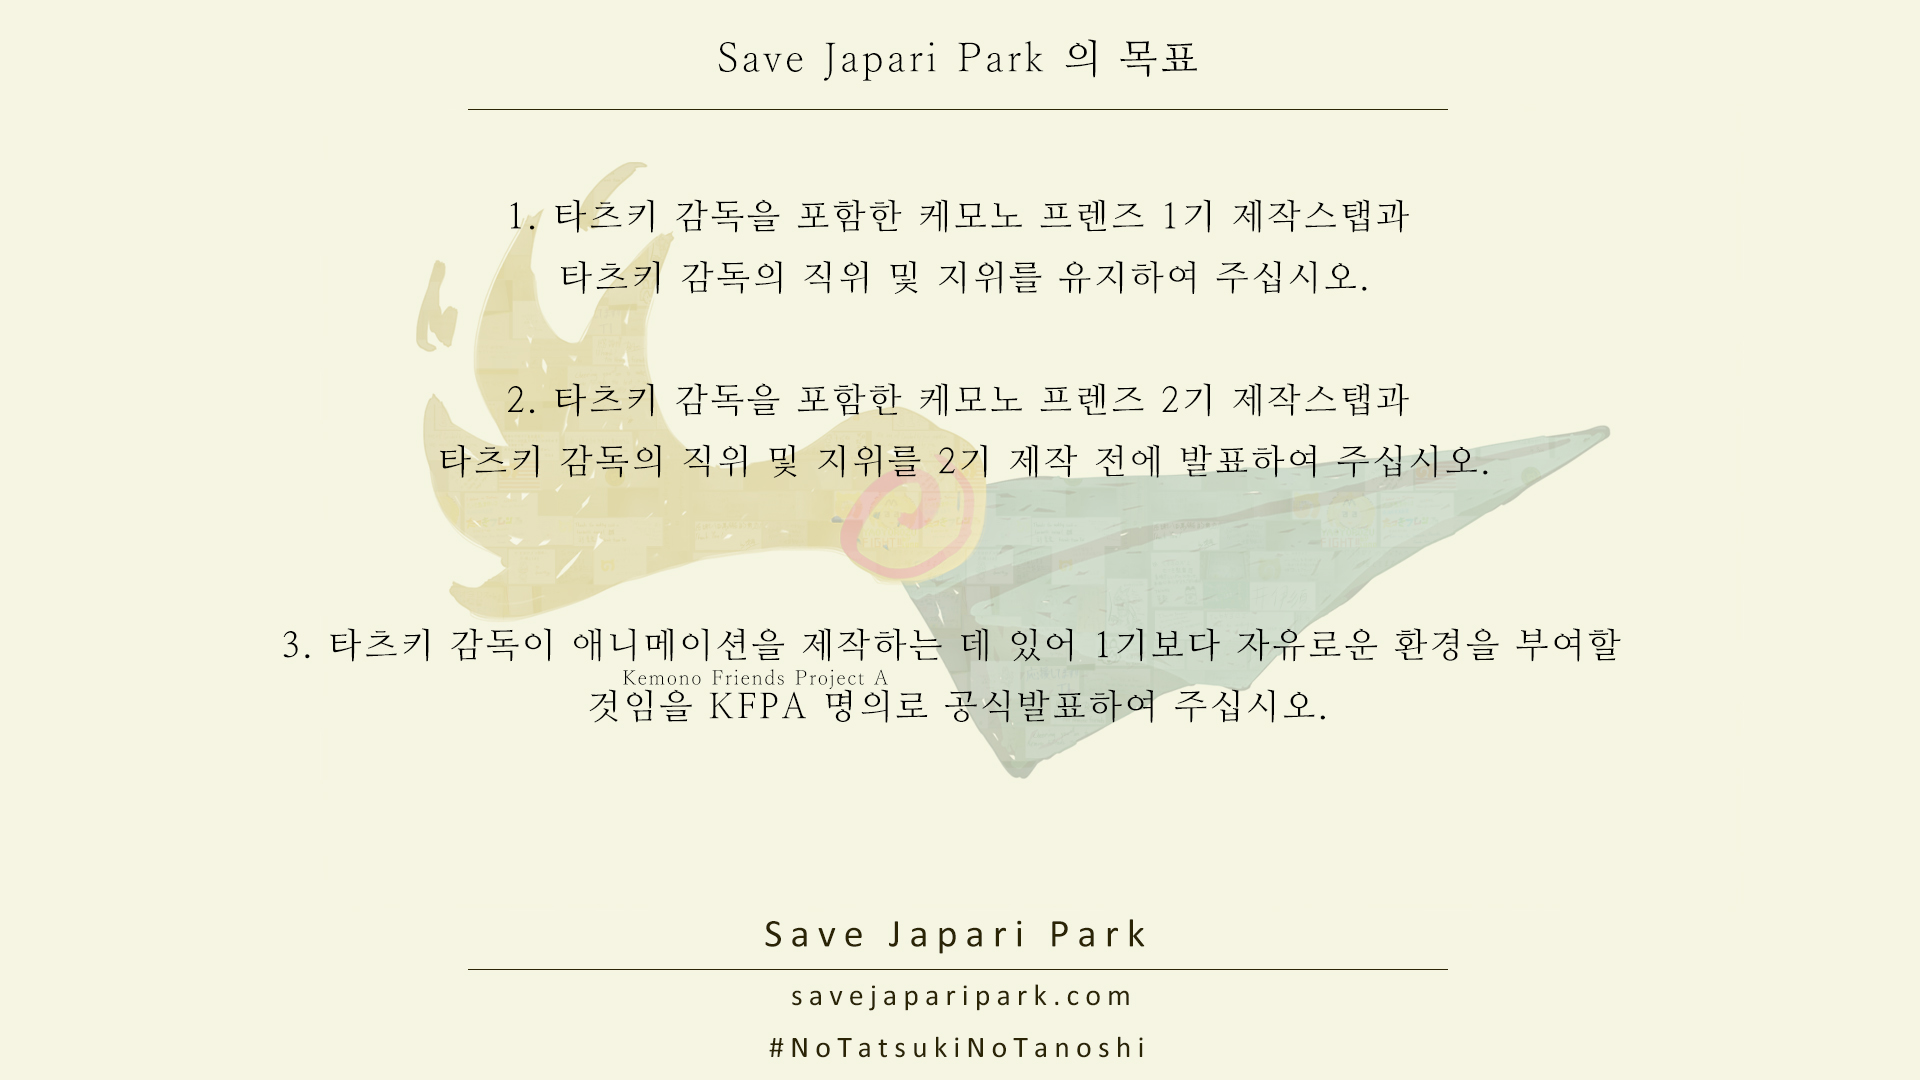 Save Japari Park 의 목표
1. 타츠키 감독을 포함한 케모노 프렌즈 1기 제작스탭과
타츠키 감독의 직위 및 지위를 유지하여 주십시오.
2. 타츠키 감독을 포함한 케모노 프렌즈 2기 제작스탭과
타츠키 감독의 직위 및 지위를 2기 제작 전에 발표하여 주십시오.
3. 타츠키 감독이 애니메이션을 제작하는 데 있어 1기보다 자유로운 환경을 부여할
Kemono Friends Project A
것임을 KFPA 명의로 공식발표하여 주십시오.
Save Japari Park
savejaparipark.com
#NoTatsukiNoTanoshi